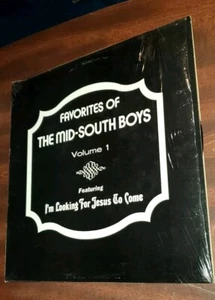 FAVORITES OF
THE MID-SOUTH BOYS
Volume 1
Featuring
I'm Looking For Jesus To Come